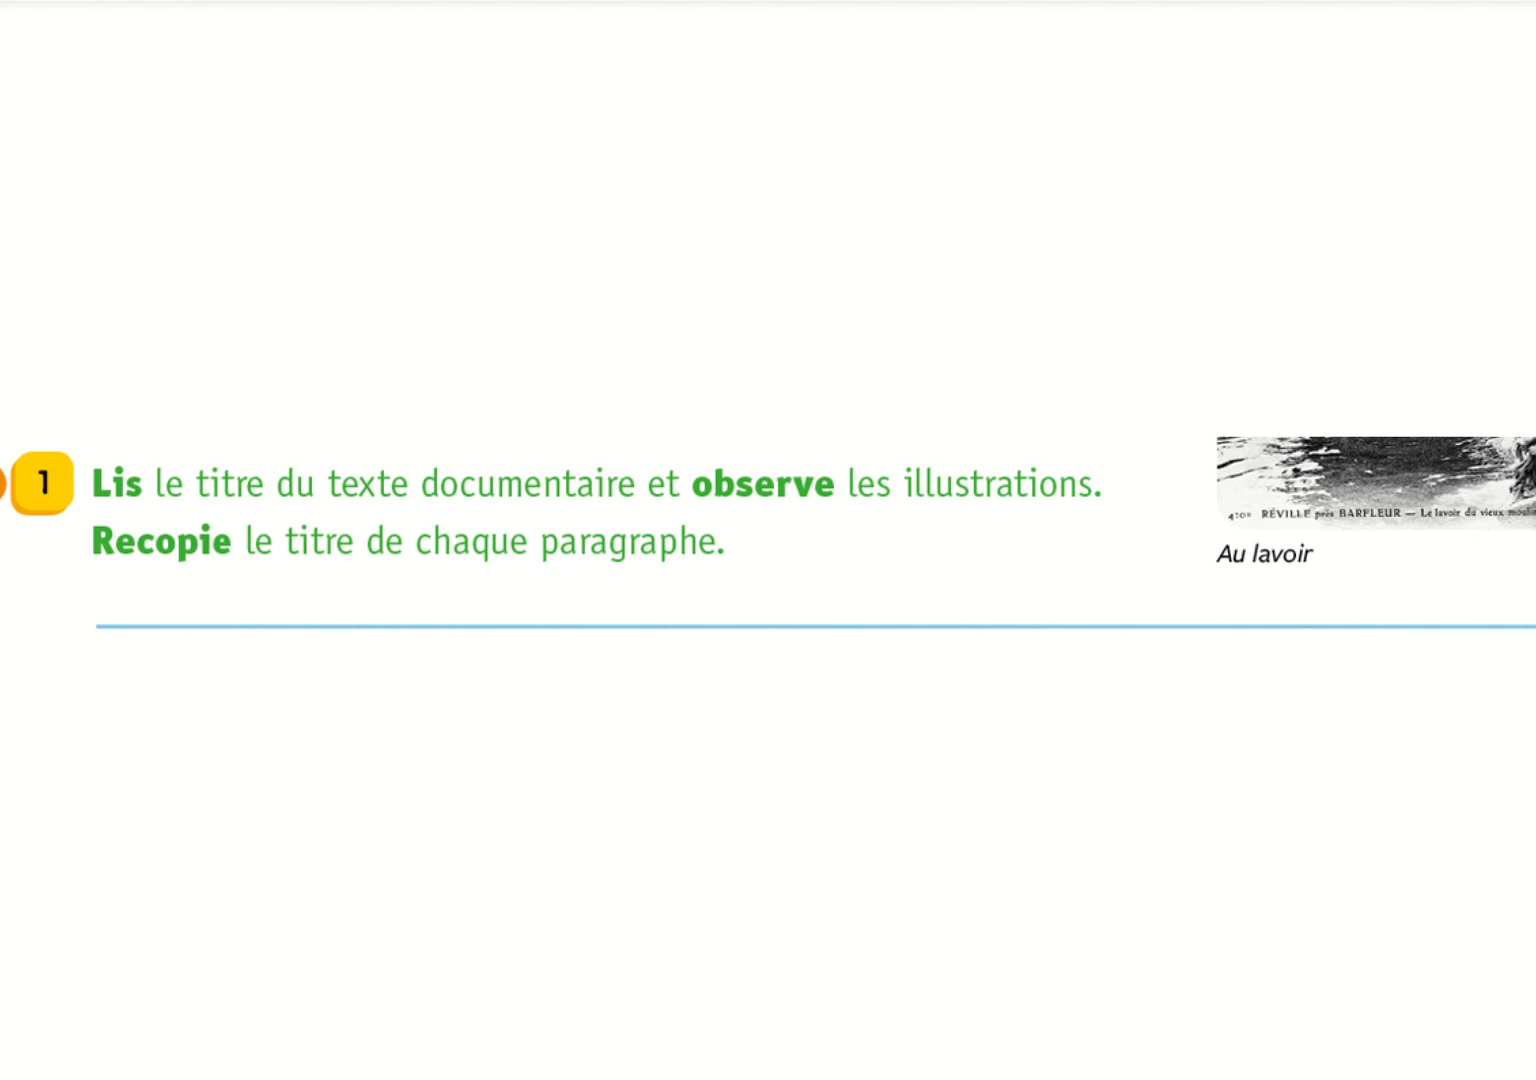 1 Lis le titre du texte documentaire et observe les illustrations.
Recopie le titre de chaque paragraphe.
RÉVILLE près BARFLEUR — Le lavoir du vieux
Au lavoir